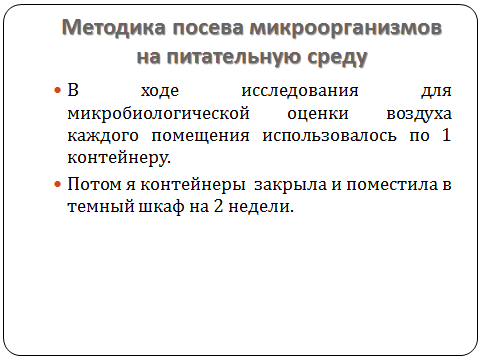 Методика посева микроорганизмов
на питательную среду
• В ходе исследования для
микробиологической оценки воздуха
каждого помещения использовалось по 1
контейнеру.
• Потом я контейнеры закрыла и поместила в
темный шкаф на 2 недели.